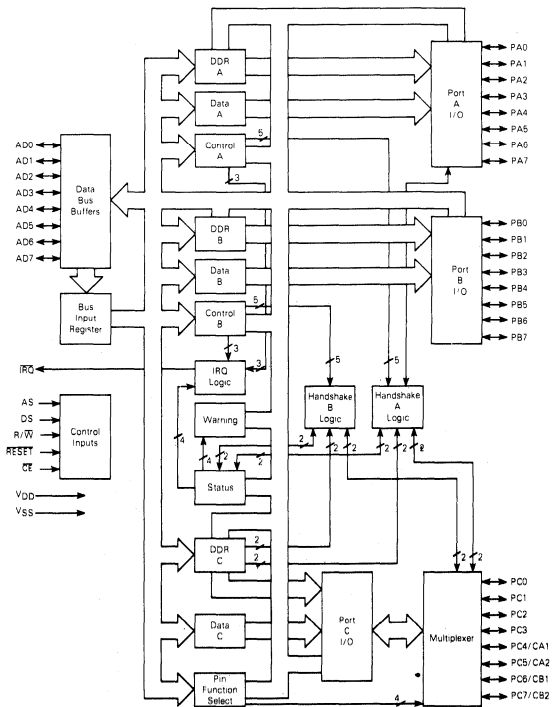 DDR
A
Data
A
Control
A
5
3
Port
A
I/O
PA0
PA1
PA2
PA3
PA4
PA5
PA6
PA7
AD0
AD1
AD2
AD3
AD4
AD5
AD6
AD7
Data
Bus
Buffers
Bus
Input
Register
DDR
B
Data
B
Control
B
5
3
3
Port
B
I/O
PB0
PB1
PB2
PB3
PB4
PB5
PB6
PB7
IRQ
IRQ
Logic
5
5
Handshake
B
Logic
Handshake
A
Logic
AS
DS
R/W
RESET
CE
Control
Inputs
VDD
VSS
Warning
4
4
2
Status
2
2
2
2
2
2
2
2
DDR
C
2
2
2
2
Data
C
Port
C
I/O
Multiplexer
PC0
PC1
PC2
PC3
PC4/CA1
PC5/CA2
PC6/CB1
PC7/CB2
Pin
Function
Select
4